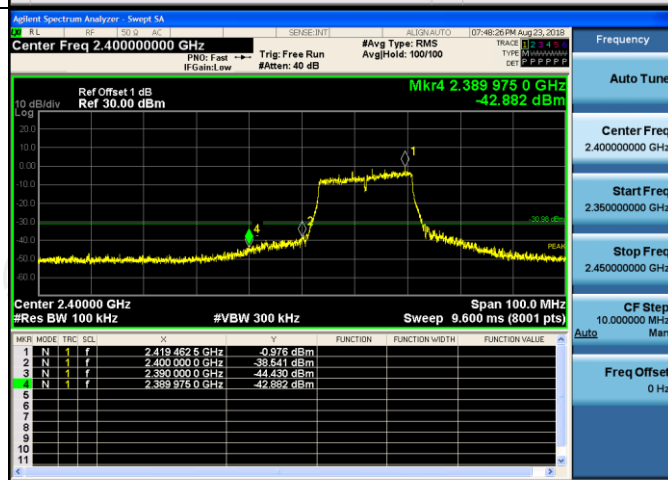 Agilent Spectrum Analyzer - Swept SA
RL RF 50 Ω AC SENSE:INT ALIGNAUTO 07:48:26 PM Aug 23, 2018
Center Freq 2.400000000 GHz
PNO: Fast Trig: Free Run
IFGain:Low #Atten: 40 dB
#Avg Type: RMS
Avg|Hold: 100/100
TRACE 1 2 3 4 5 6
TYPE M
DET P P P P P P
Frequency
Auto Tune
Center Freq
2.400000000 GHz
Start Freq
2.350000000 GHz
Stop Freq
2.450000000 GHz
CF Step
10.000000 MHz
Auto Man
Freq Offset
0 Hz
Mkr4 2.389 975 0 GHz
-42.882 dBm
Ref Offset 1 dB
10 dB/div Ref 30.00 dBm
Log
20.0
10.0
0.00
-10.0
-20.0
-30.0
-40.0
-50.0
-60.0
1
2
4
-30.98 dBm
PEAK
Center 2.40000 GHz Span 100.0 MHz
#Res BW 100 kHz #VBW 300 kHz Sweep 9.600 ms (8001 pts)
MKR MODE TRC SCL X Y FUNCTION FUNCTION WIDTH FUNCTION VALUE
1 N 1 f 2.419 462 5 GHz -0.976 dBm
2 N 1 f 2.400 000 0 GHz -38.541 dBm
3 N 1 f 2.390 000 0 GHz -44.430 dBm
4 N 1 f 2.389 975 0 GHz -42.882 dBm
5
6
7
8
9
10
11